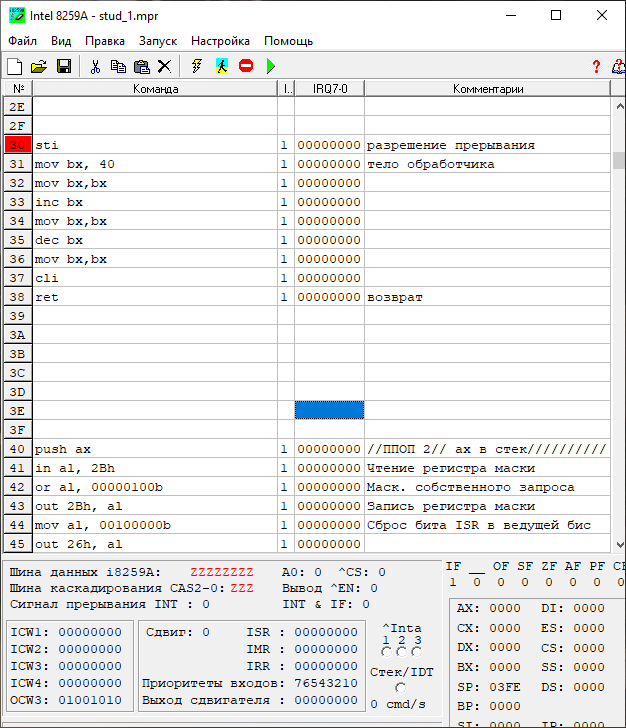 Intel 8259A - stud_1.mpr
Файл Вид Правка Запуск Настройка Помощь
№ Команда I.. IRQ7-0 Комментарии
2E
2F
30 sti 1 00000000 разрешение прерывания
31 mov bx, 40 1 00000000 тело обработчика
32 mov bx,bx 1 00000000
33 inc bx 1 00000000
34 mov bx,bx 1 00000000
35 dec bx 1 00000000
36 mov bx,bx 1 00000000
37 cli 1 00000000
38 ret 1 00000000 возврат
39
3A
3B
3C
3D
3E
3F
40 push ax 1 00000000 //ППОП 2// ax в стек//////////
41 in al, 2Bh 1 00000000 Чтение регистра маски
42 or al, 00000100b 1 00000000 Маск. собственного запроса
43 out 2Bh, al 1 00000000 Запись регистра маски
44 mov al, 00100000b 1 00000000 Сброс бита ISR в ведущей бис
45 out 26h, al 1 00000000
Шина данных i8259A: ZZZZZZZZ A0: 0 ^CS: 0
Шина каскадирования CAS2-0: ZZZ Вывод ^EN: 0
Сигнал прерывания INT : 0 INT & IF: 0
ICW1: 00000000
ICW2: 00000000
ICW3: 00000000
ICW4: 00000000
OCW3: 01001010
Сдвиг: 0 ISR : 00000000
IMR : 00000000
IRR : 00000000
Приоритеты входов: 76543210
Выход сдвигателя : 00000000
^Inta
1 2 3
Стек/IDT
0 cmd/s
IF __ OF SF ZF AF PF
1 0 0 0 0 0 0
AX: 0000 DI: 0000
CX: 0000 ES: 0000
DX: 0000 CS: 0000
BX: 0000 SS: 0000
SP: 03FE DS: 0000
BP: 0000